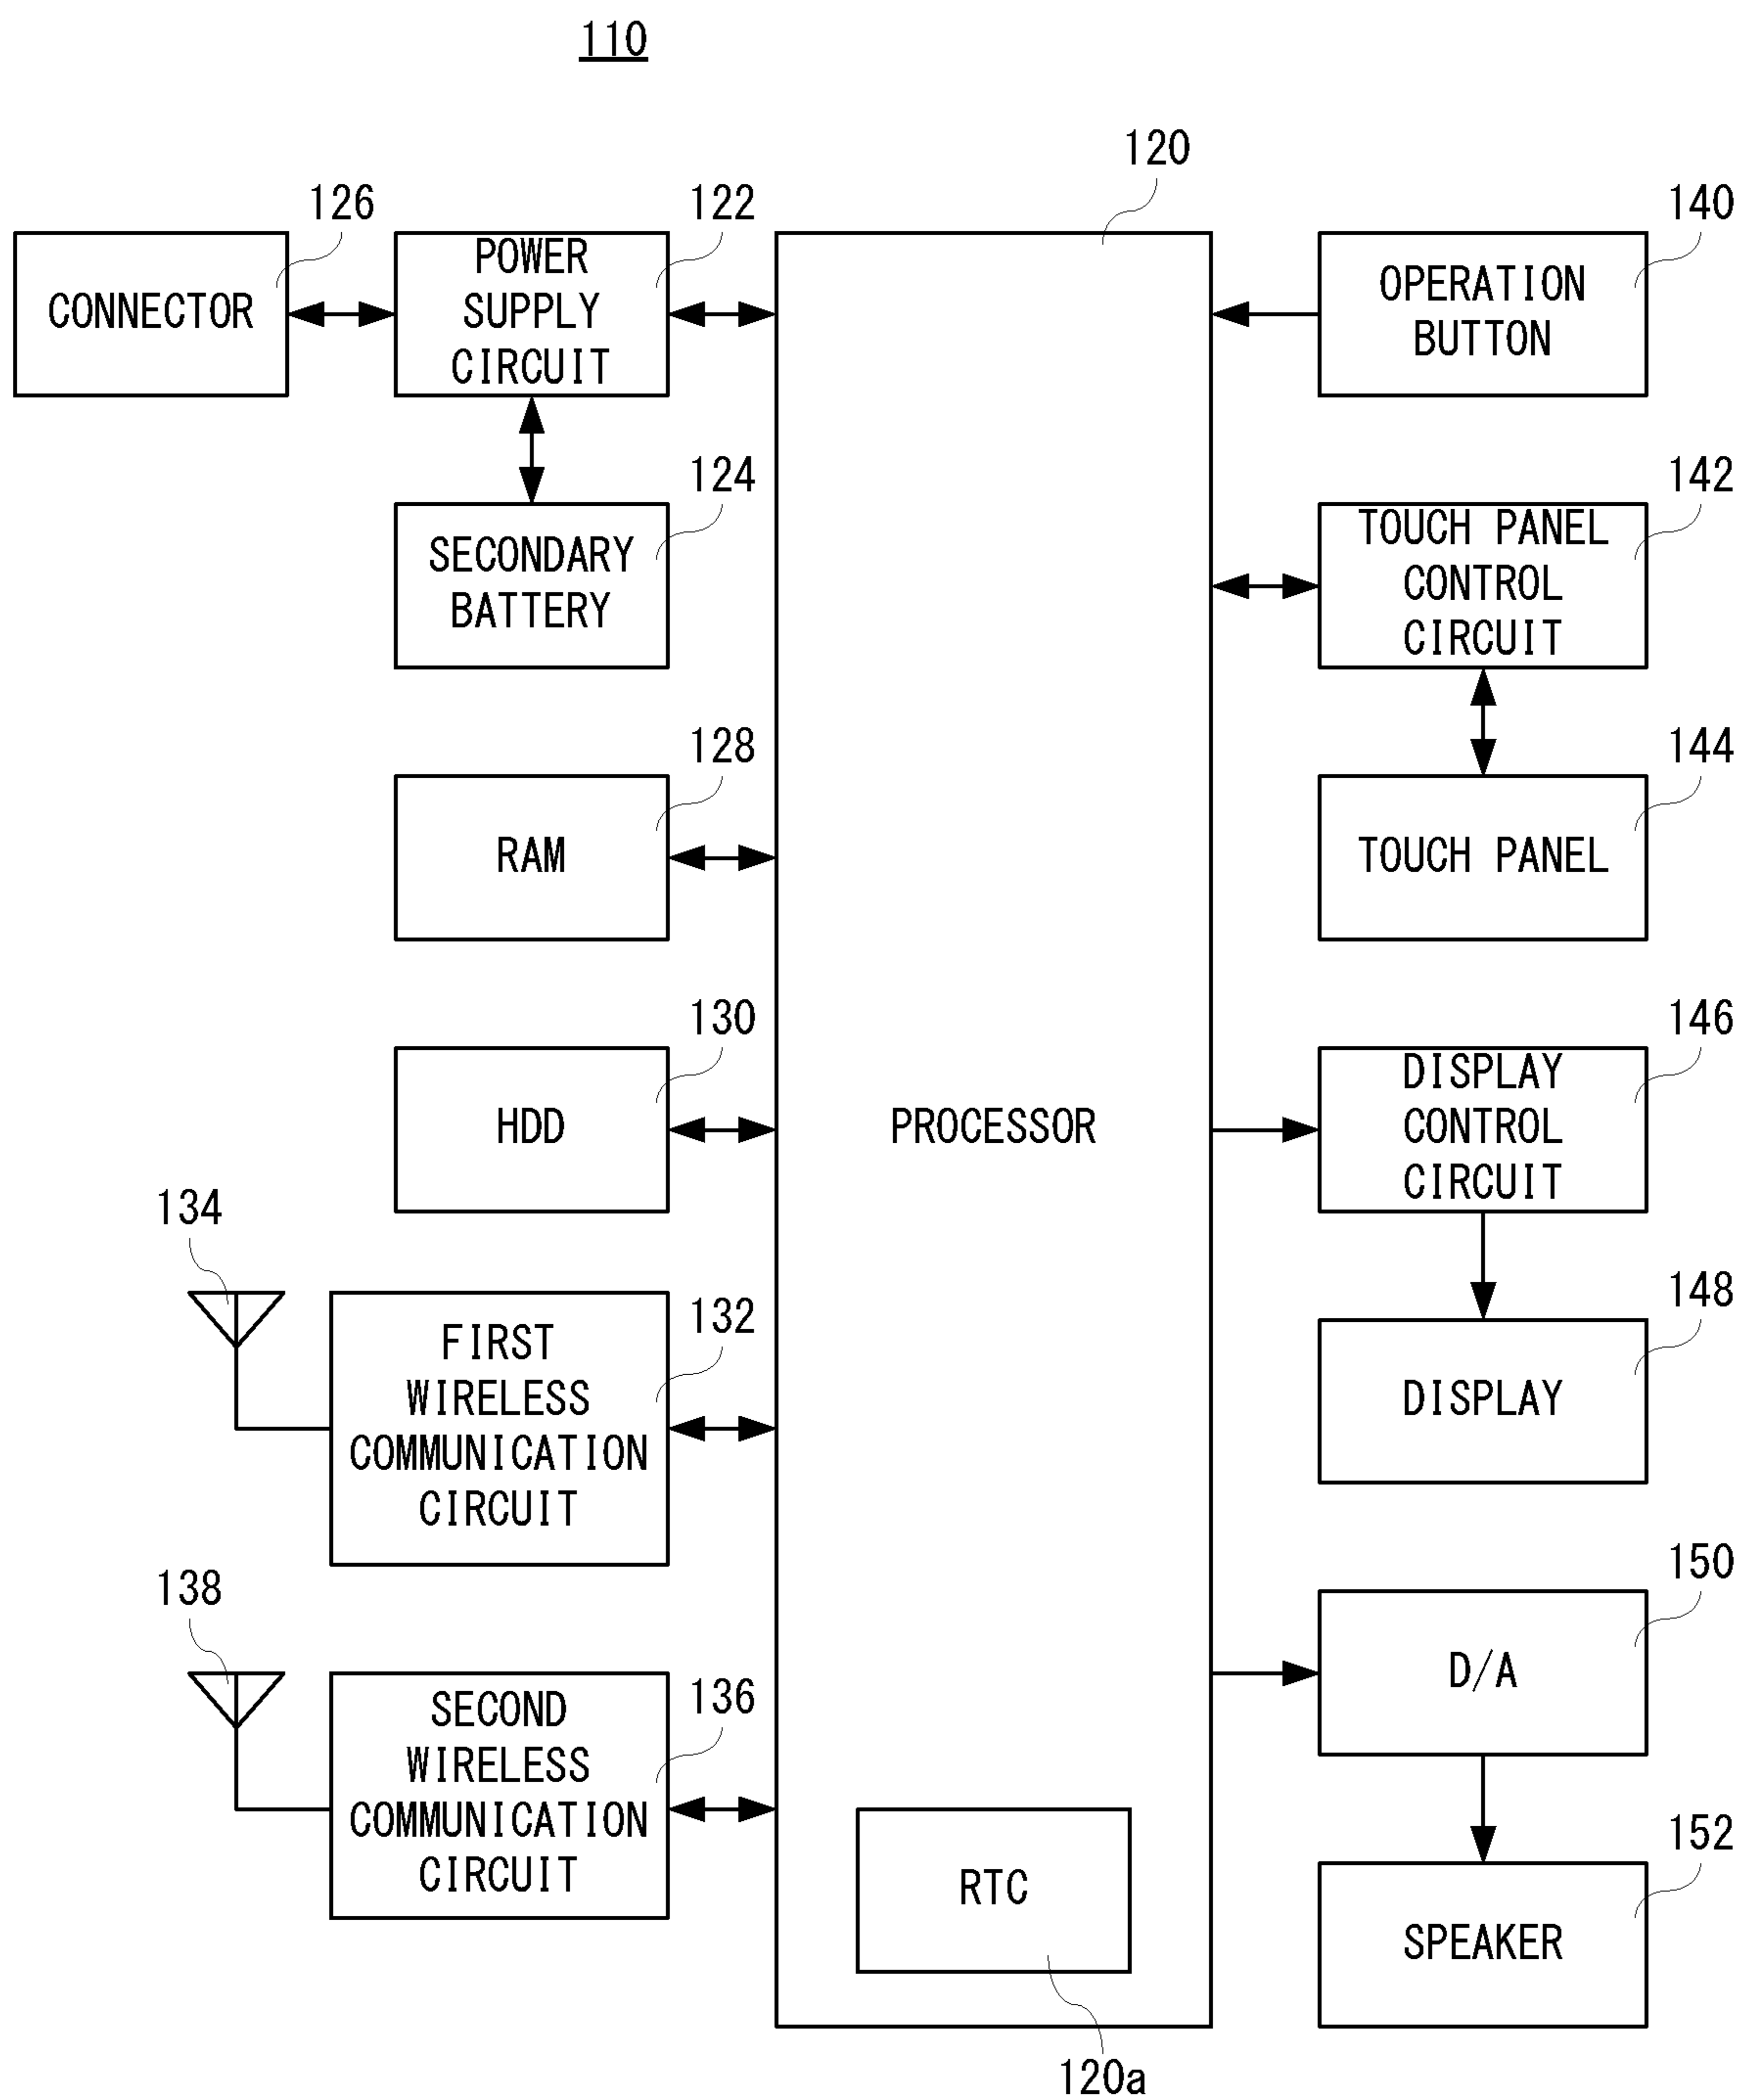 110
120
126
122
140
CONNECTOR
POWER
SUPPLY
CIRCUIT
OPERATION
BUTTON
124
142
SECONDARY
BATTERY
TOUCH PANEL
CONTROL
CIRCUIT
128
144
RAM
TOUCH PANEL
130
146
HDD
PROCESSOR
DISPLAY
CONTROL
CIRCUIT
134
132
148
FIRST
WIRELESS
COMMUNICATION
CIRCUIT
DISPLAY
138
136
150
SECOND
WIRELESS
COMMUNICATION
CIRCUIT
D/A
152
RTC
SPEAKER
120a